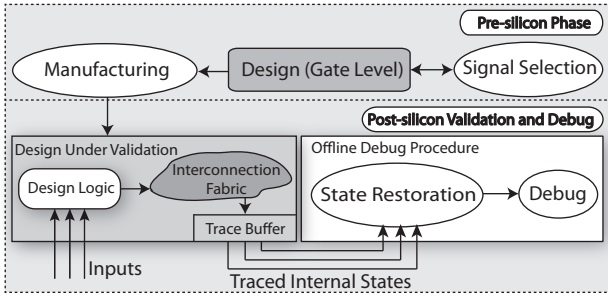 Pre-silicon Phase
Manufacturing
Design (Gate Level)
Signal Selection
Post-silicon Validation and Debug
Design Under Validation
Offline Debug Procedure
Design Logic
Interconnection
Fabric
State Restoration
Debug
Trace Buffer
Inputs
Traced Internal States